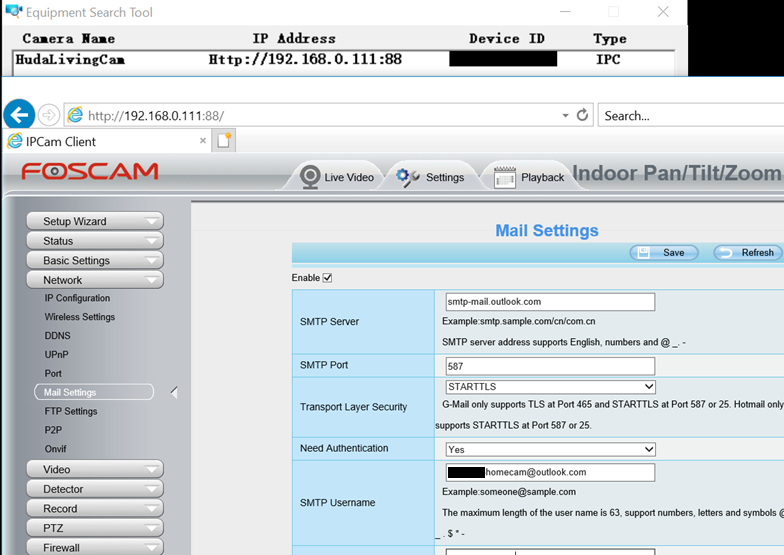 Equipment Search Tool
Camera Name IP Address Device ID Type
HudaLivingCam Http://192.168.0.111:88 IPC
http://192.168.0.111:88/
Search...
IPCam Client
FOSCAM
Live Video
Settings
Playback
Indoor Pan/Tilt/Zoom
Setup Wizard
Status
Basic Settings
Network
IP Configuration
Wireless Settings
DDNS
UPnP
Port
Mail Settings
FTP Settings
P2P
Onvif
Video
Detector
Record
PTZ
Firewall
Mail Settings
Save
Refresh
Enable
SMTP Server
smtp-mail.outlook.com
Example:smtp.sample.com/cn/com.cn
SMTP server address supports English, numbers and @ _. -
SMTP Port
587
Transport Layer Security
STARTTLS
G-Mail only supports TLS at Port 465 and STARTTLS at Port 587 or 25. Hotmail only
supports STARTTLS at Port 587 or 25.
Need Authentication
Yes
SMTP Username
homecam@outlook.com
Example:someone@sample.com
The maximum length of the user name is 63, support numbers, letters and symbols @
_ . $ * -